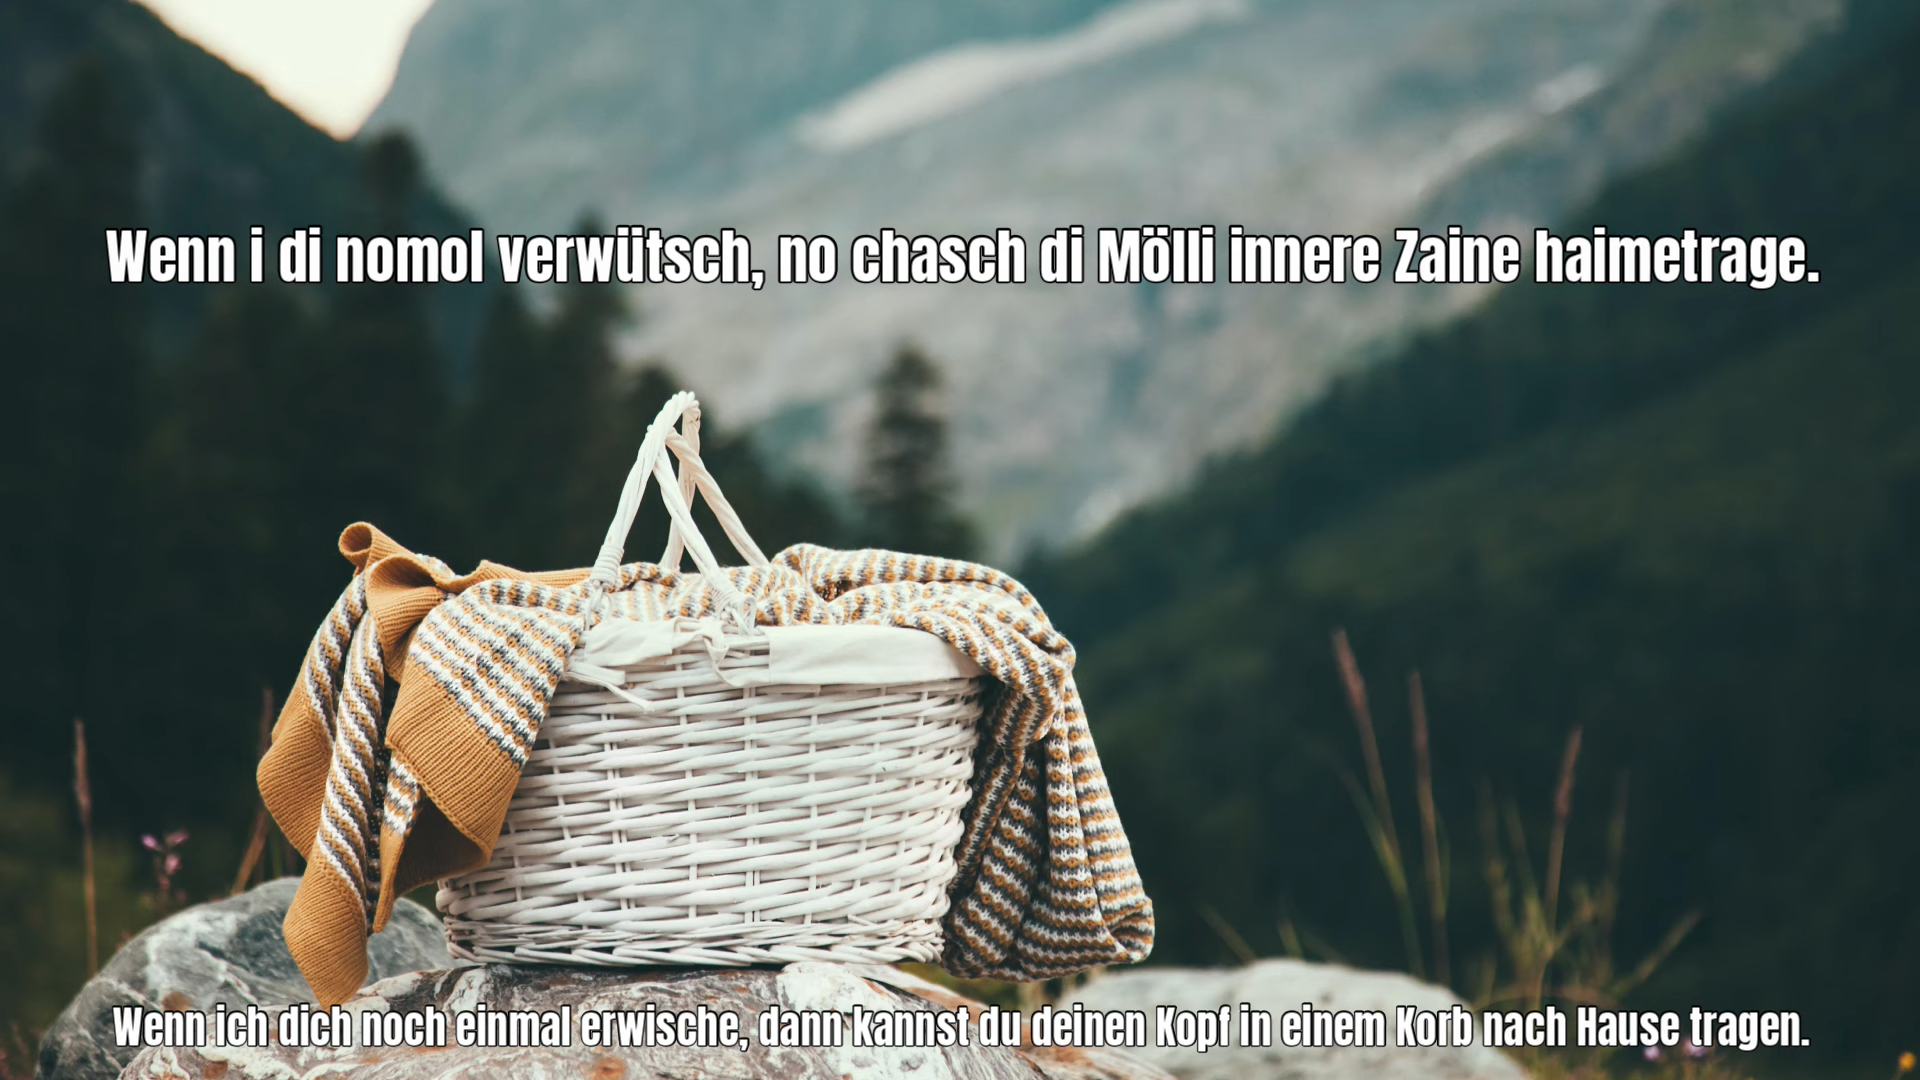 Wenn i di nomol verwütsch, no chasch di Mölli innere Zaine haimetrage.
Wenn ich dich noch einmal erwische, dann kannst du deinen Kopf in einem Korb nach Hause tragen.